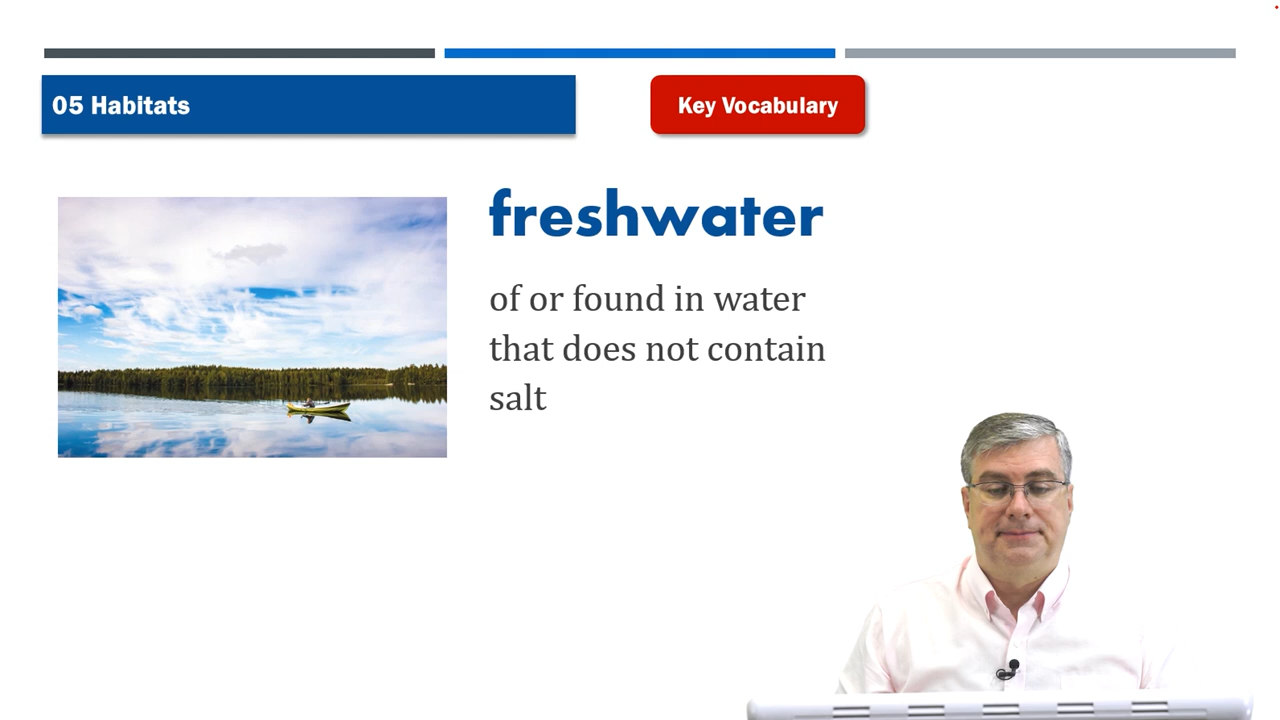 05 Habitats
Key Vocabulary
freshwater
of or found in water
that does not contain
salt